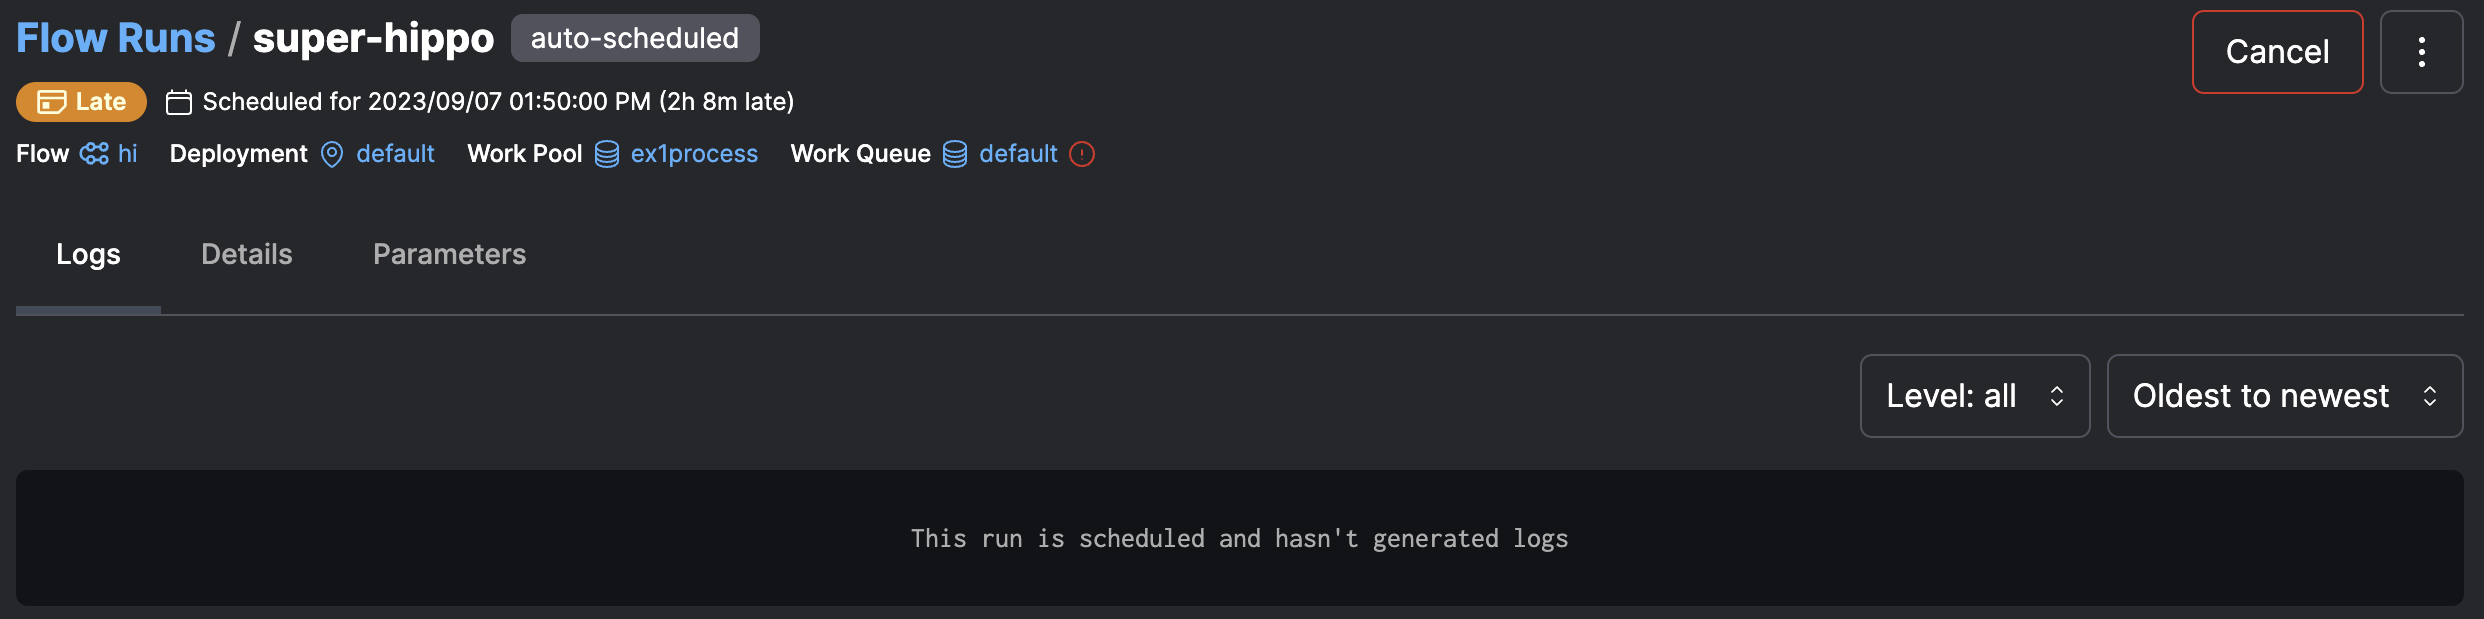 Flow Runs / super-hippo auto-scheduled
Cancel
Late Scheduled for 2023/09/07 01:50:00 PM (2h 8m late)
Flow hi Deployment default Work Pool ex1process Work Queue default
Logs Details Parameters
Level: all Oldest to newest
This run is scheduled and hasn't generated logs